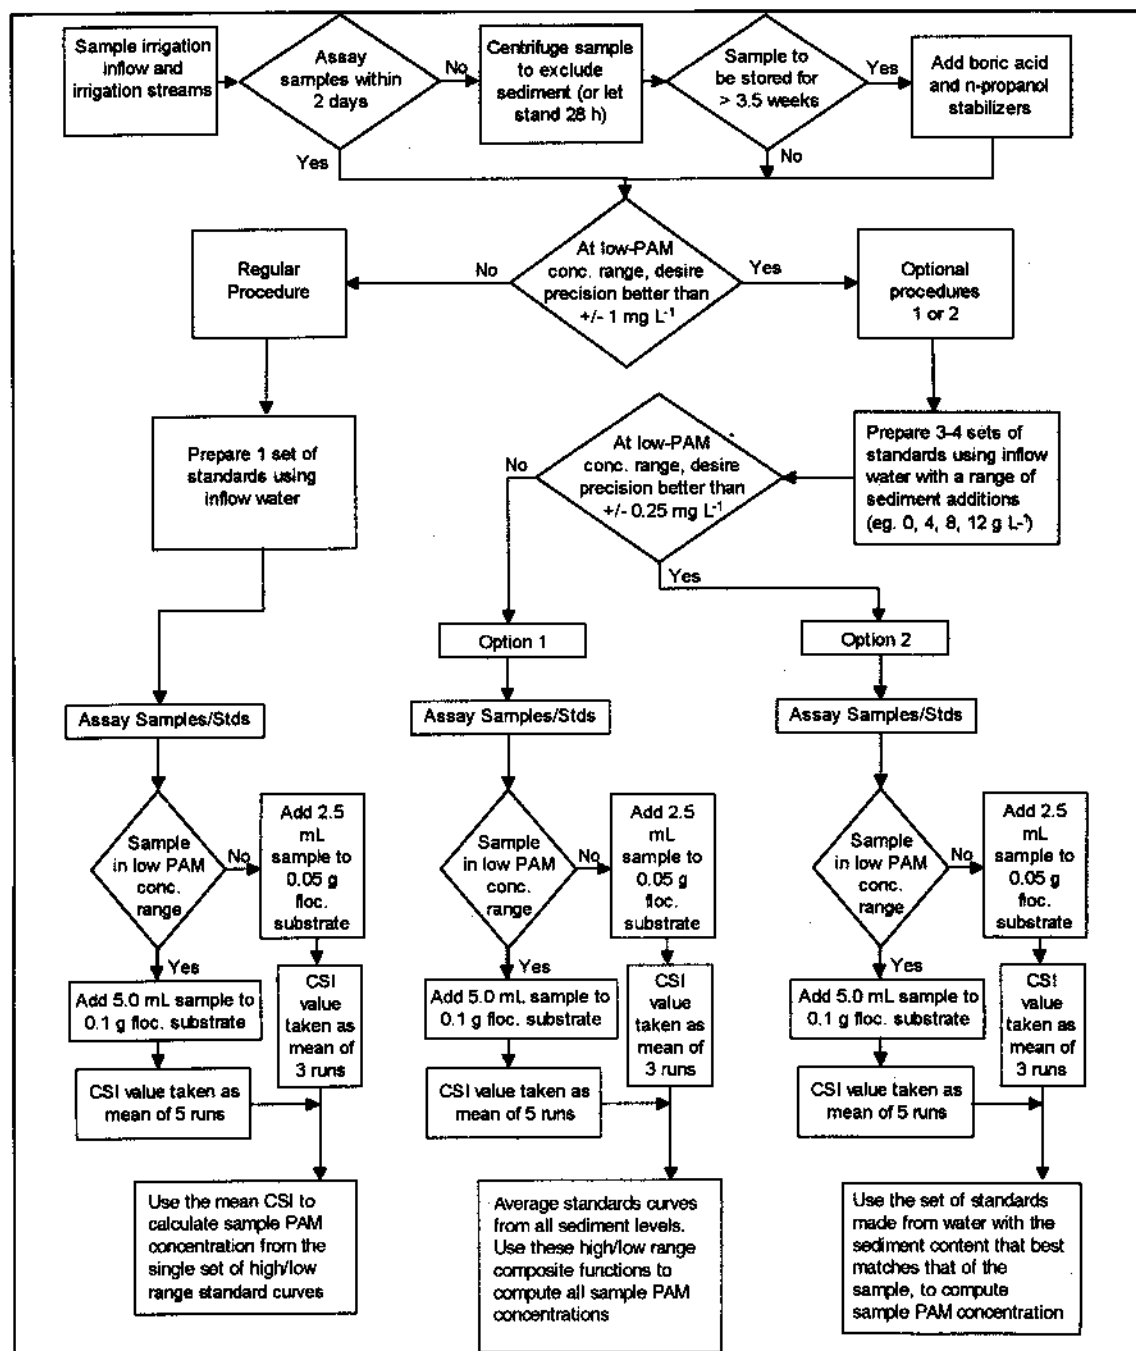 Sample irrigation
inflow and
irrigation streams
Assay
samples within
2 days
No
Centrifuge sample
to exclude
sediment (or let
stand 28 h)
Sample to
be stored for
> 3.5 weeks
Yes
Add boric acid
and n-propanol
stabilizers
Yes
No
Regular
Procedure
No
At low-PAM
conc. range, desire
precision better than
+/- 1 mg L-1
Yes
Optional
procedures
1 or 2
Prepare 1 set of
standards using
inflow water
No
At low-PAM
conc. range, desire
precision better than
+/- 0.25 mg L-1
Prepare 3-4 sets of
standards using inflow
water with a range of
sediment additions
(eg. 0, 4, 8, 12 g L-1)
Yes
Option 1
Option 2
Assay Samples/Stds
Assay Samples/Stds
Assay Samples/Stds
Sample
in low PAM
conc.
range
No
Add 2.5
mL
sample to
0.05 g
floc.
substrate
Sample
in low PAM
conc.
range
No
Add 2.5
mL
sample to
0.05 g
floc.
substrate
Sample
in low PAM
conc.
range
No
Add 2.5
mL
sample to
0.05 g
floc.
substrate
Yes
Add 5.0 mL sample to
0.1 g floc. substrate
CSI
value
taken as
mean of
3 runs
Yes
Add 5.0 mL sample to
0.1 g floc. substrate
CSI
value
taken as
mean of
3 runs
Yes
Add 5.0 mL sample to
0.1 g floc. substrate
CSI
value
taken as
mean of
3 runs
CSI value taken as
mean of 5 runs
CSI value taken as
mean of 5 runs
CSI value taken as
mean of 5 runs
Use the mean CSI to
calculate sample PAM
concentration from the
single set of high/low
range standard curves
Average standards curves
from all sediment levels.
Use these high/low range
composite functions to
compute all sample PAM
concentrations
Use the set of standards
made from water with the
sediment content that best
matches that of the
sample, to compute
sample PAM concentration